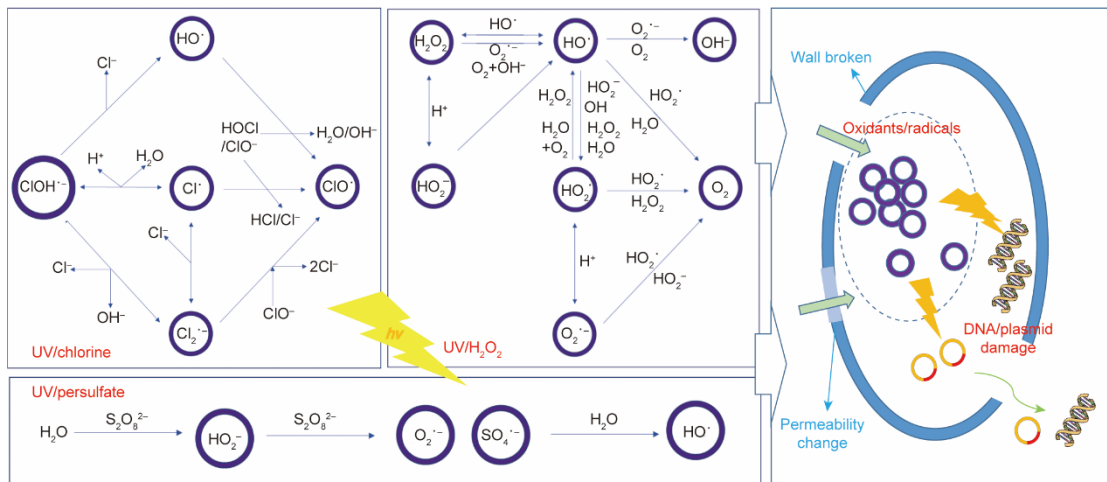 HO·
Cl⁻
HOCl
/ClO⁻
H₂O/OH⁻
H⁺
H₂O
ClOH·⁻
Cl·
ClO·
HCl/Cl⁻
Cl⁻
Cl⁻
2Cl⁻
OH⁻
ClO⁻
Cl₂·⁻
UV/chlorine
H₂O₂
HO·
O₂·⁻
O₂+OH⁻
HO·
O₂·⁻
O₂
OH⁻
H⁺
H₂O₂
H₂O
+O₂
HO₂⁻
OH
H₂O₂
H₂O
HO₂·
H₂O
HO₂⁻
HO₂·
HO₂·
H₂O₂
O₂
H⁺
HO₂·
HO₂⁻
O₂·⁻
UV/H₂O₂
hv
UV/persulfate
H₂O
S₂O₈²⁻
HO₂⁻
S₂O₈²⁻
O₂·⁻
SO₄·⁻
H₂O
HO·
Wall broken
Oxidants/radicals
DNA/plasmid
damage
Permeability
change